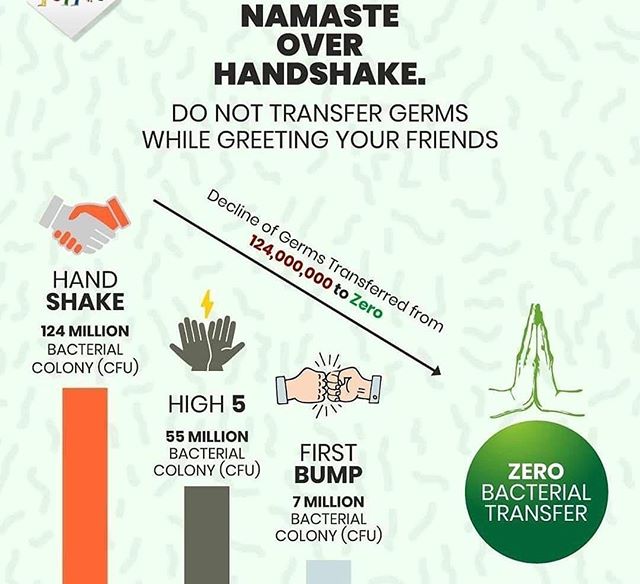 NAMASTE
OVER
HANDSHAKE.
DO NOT TRANSFER GERMS
WHILE GREETING YOUR FRIENDS
Decline of Germs Transferred from
124,000,000 to Zero
HAND
SHAKE
124 MILLION
BACTERIAL
COLONY (CFU)
HIGH 5
55 MILLION
BACTERIAL
COLONY (CFU)
FIRST
BUMP
7 MILLION
BACTERIAL
COLONY (CFU)
ZERO
BACTERIAL
TRANSFER